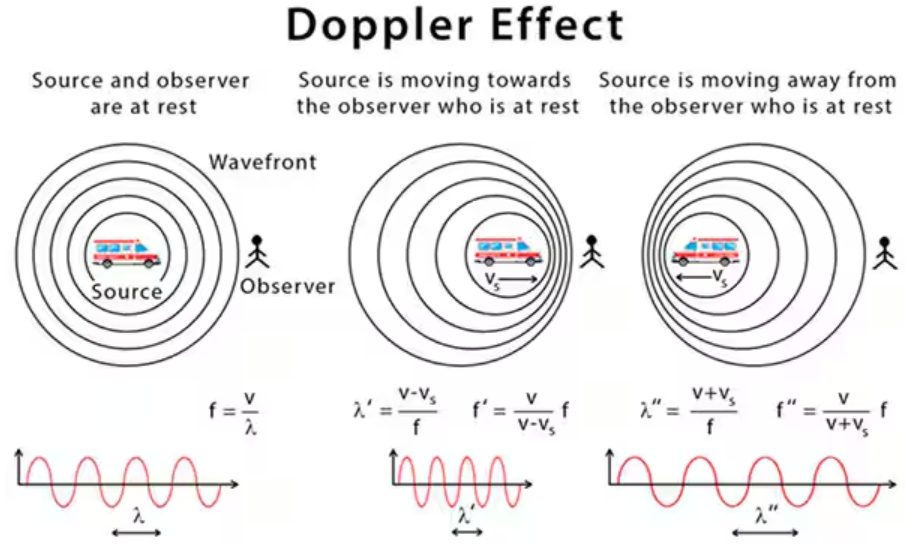 Doppler Effect
Source and observer
are at rest
Source is moving towards
the observer who is at rest
Source is moving away from
the observer who is at rest
Wavefront
Source
Observer
vₛ
vₛ
f = v/λ
λ′ = v-vₛ/f
f′ = v/v-vₛ f
λ″ = v+vₛ/f
f″ = v/v+vₛ f
λ
λ′
λ″